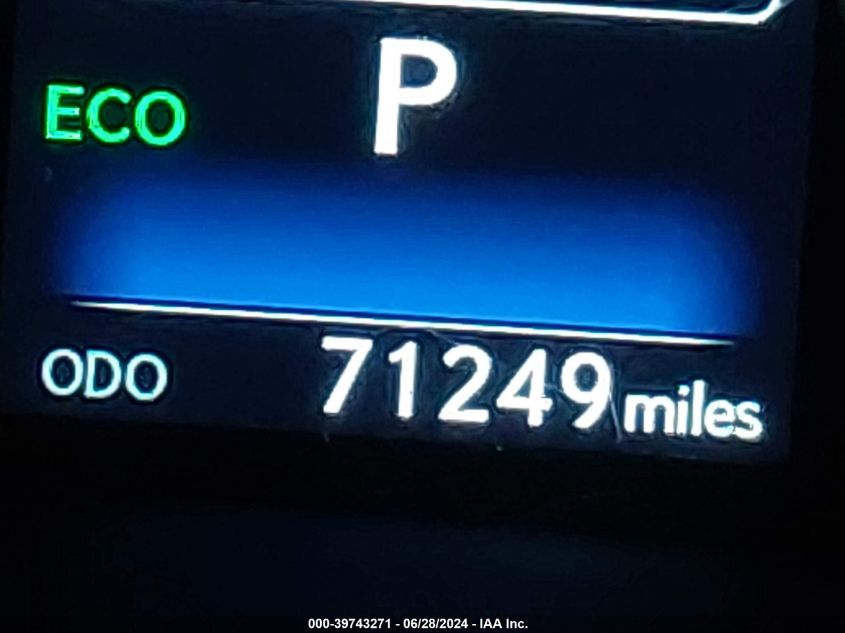 P
ECO
ODO 71249 miles
000-39743271 - 06/28/2024 - IAA Inc.